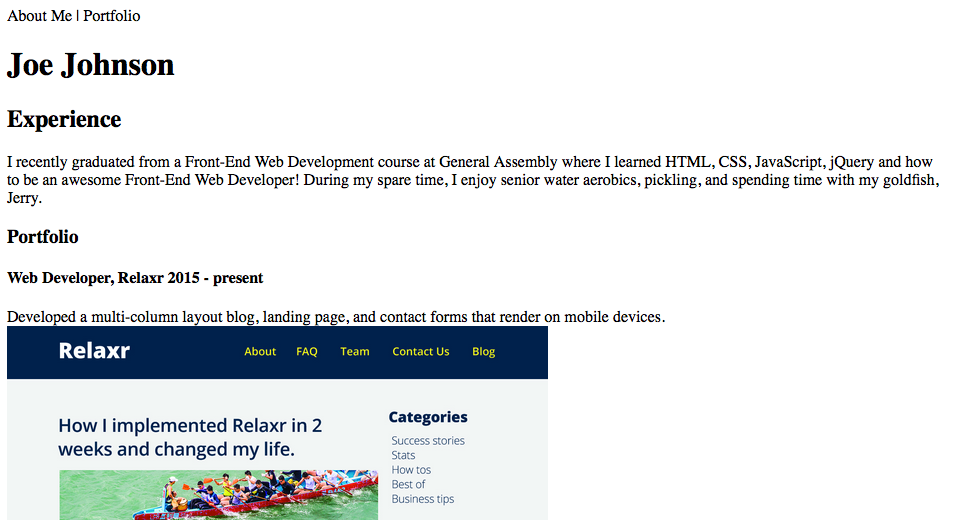 About Me | Portfolio
Joe Johnson
Experience
I recently graduated from a Front-End Web Development course at General Assembly where I learned HTML, CSS, JavaScript, jQuery and how
to be an awesome Front-End Web Developer! During my spare time, I enjoy senior water aerobics, pickling, and spending time with my goldfish,
Jerry.
Portfolio
Web Developer, Relaxr 2015 - present
Developed a multi-column layout blog, landing page, and contact forms that render on mobile devices.
Relaxr About FAQ Team Contact Us Blog
How I implemented Relaxr in 2
weeks and changed my life.
Categories
Success stories
Stats
How tos
Best of
Business tips